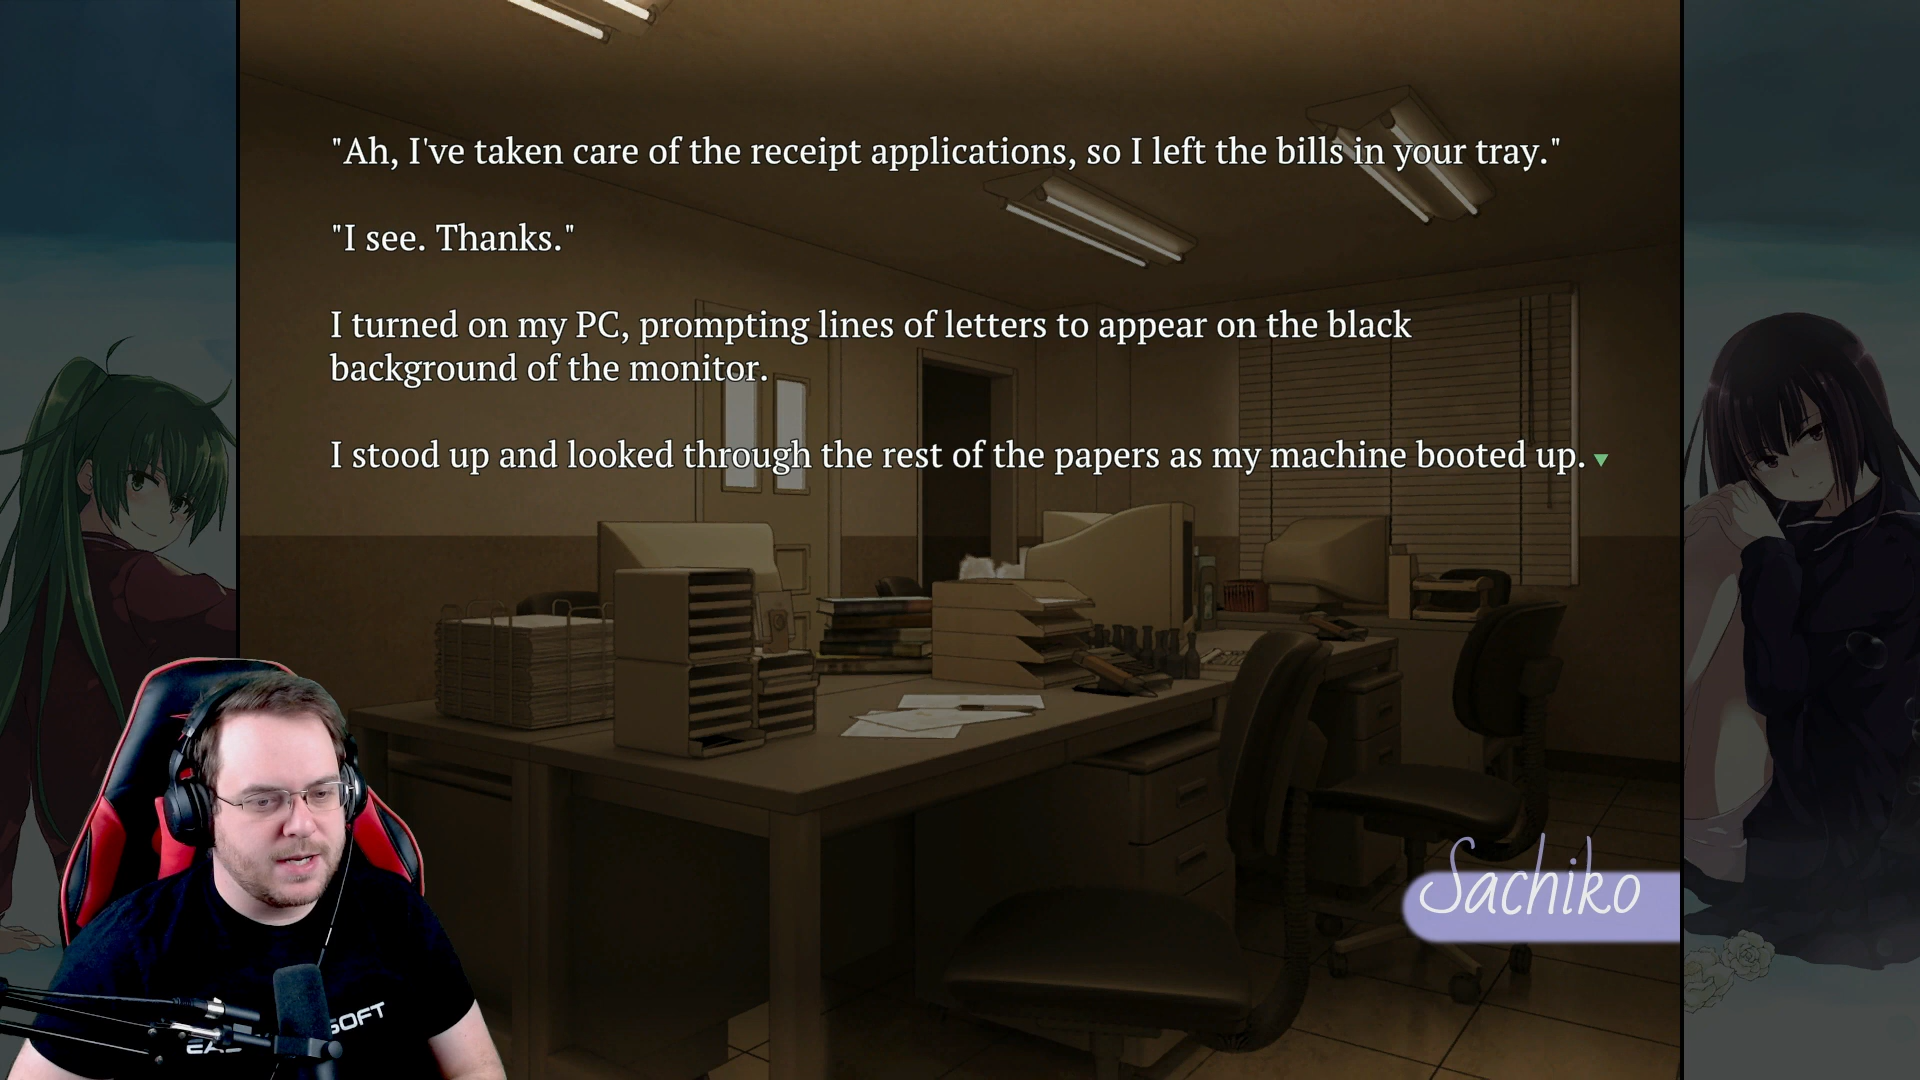 "Ah, I've taken care of the receipt applications, so I left the bills in your tray."
"I see. Thanks."
I turned on my PC, prompting lines of letters to appear on the black
background of the monitor.
I stood up and looked through the rest of the papers as my machine booted up.
Sachiko
SOFT